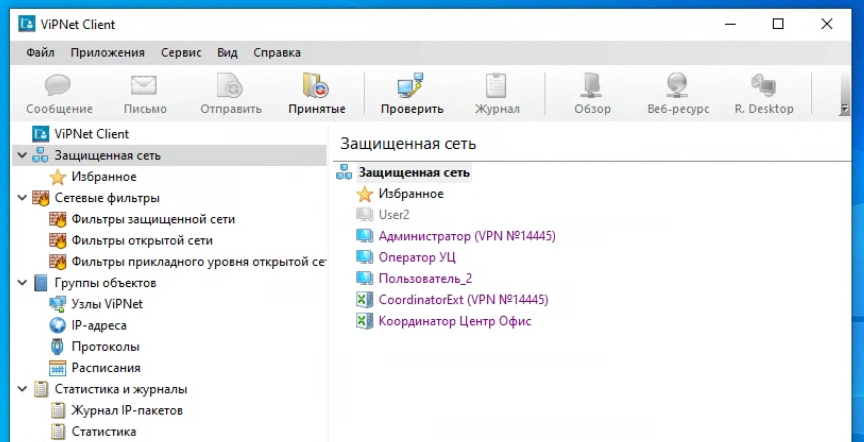 ViPNet Client
Файл Приложения Сервис Вид Справка
Сообщение Письмо Отправить Принятые Проверить Журнал Обзор Веб-ресурс R. Desktop
ViPNet Client
Защищенная сеть
Избранное
Сетевые фильтры
Фильтры защищенной сети
Фильтры открытой сети
Фильтры прикладного уровня открытой сет
Группы объектов
Узлы ViPNet
IP-адреса
Протоколы
Расписания
Статистика и журналы
Журнал IP-пакетов
Статистика
Защищенная сеть
Защищенная сеть
Избранное
User2
Администратор (VPN №14445)
Оператор УЦ
Пользователь_2
CoordinatorExt (VPN №14445)
Координатор Центр Офис